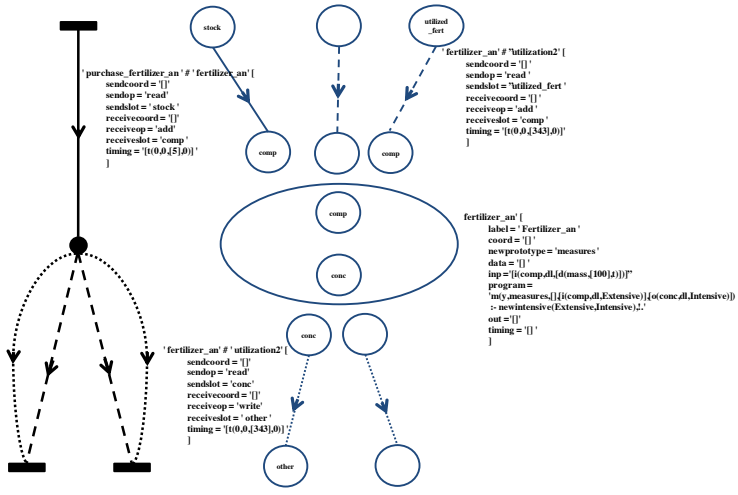 stock
utilized
_fert
' purchase_fertilizer_an ' # ' fertilizer_an' [
sendcoord = '[]'
sendop = 'read'
sendslot = ' stock '
receivecoord = '[]'
receiveop = 'add'
receiveslot = 'comp '
timing = '[t(0,0,[5],0)] '
]
' fertilizer_an' # "utilization2' [
sendcoord = '[] '
sendop = 'read '
sendslot = "utilized_fert '
receivecoord = '[] '
receiveop = 'add '
receiveslot = 'comp '
timing = '[t(0,0,[343],0)]'
]
comp
comp
comp
conc
fertilizer_an' [
label = ' Fertilizer_an '
coord = '[]'
newprototype = 'measures '
data = '[] '
inp ='[i(comp,dl,[d(mass,[100],t)])]"
program =
'm(y,measures,[],[i(comp,dl,Extensive)],[o(conc,dl,Intensive)])
:- newintensive(Extensive,Intensive),!.'
out ='[]'
timing = '[] '
]
conc
' fertilizer_an' # ' utilization2' [
sendcoord = '[]'
sendop = 'read'
sendslot = 'conc'
receivecoord = '[]'
receiveop = 'write'
receiveslot = ' other '
timing = '[t(0,0,[343],0)] '
]
other